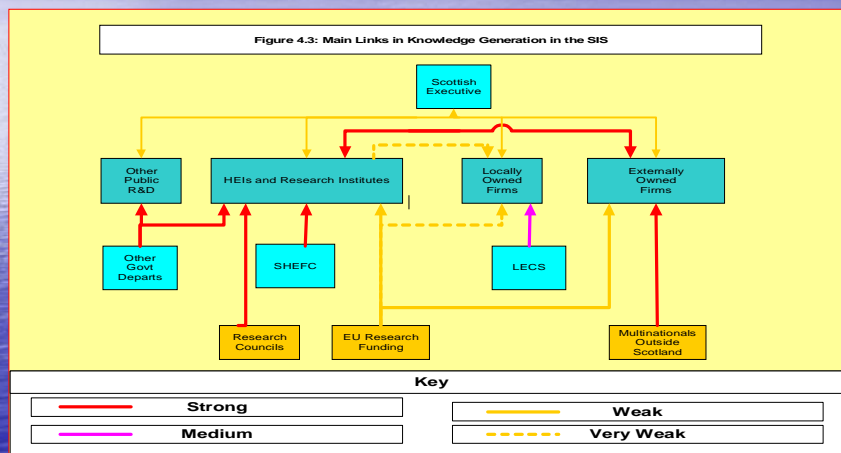 Figure 4.3: Main Links in Knowledge Generation in the SIS
Scottish
Executive
Other
Public
R&D
HEIs and Research Institutes
Locally
Owned
Firms
Externally
Owned
Firms
Other
Govt
Departs
SHEFC
LECS
Research
Councils
EU Research
Funding
Multinationals
Outside
Scotland
Key
Strong
Weak
Medium
Very Weak